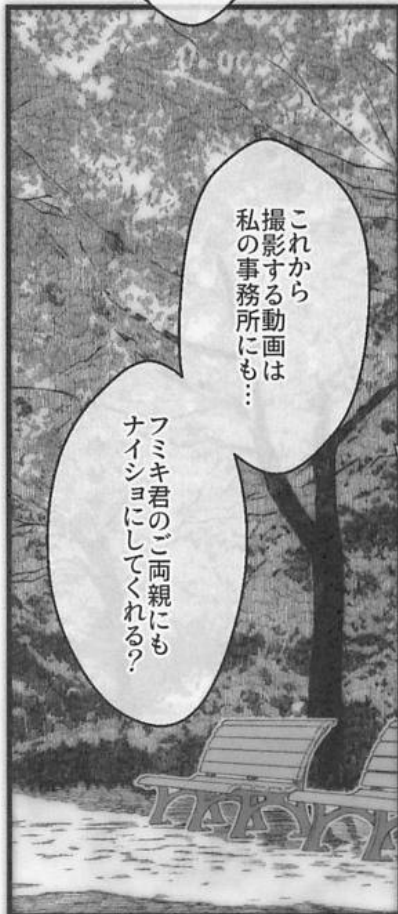 これから
撮影する動画は
私の事務所にも…
フミキ君のご両親にも
ナイショにしてくれる?